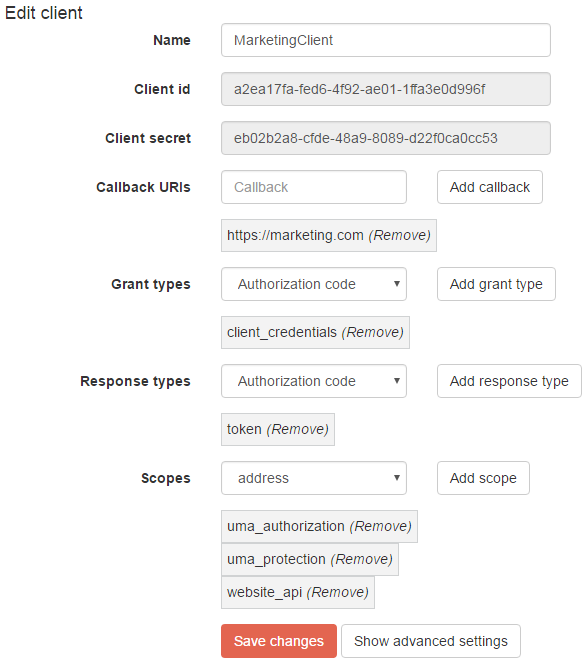 Edit client
Name MarketingClient
Client id a2ea17fa-fed6-4f92-ae01-1ffa3e0d996f
Client secret eb02b2a8-cfde-48a9-8089-d22f0ca0cc53
Callback URIs Callback Add callback
https://marketing.com (Remove)
Grant types Authorization code Add grant type
client_credentials (Remove)
Response types Authorization code Add response type
token (Remove)
Scopes address Add scope
uma_authorization (Remove)
uma_protection (Remove)
website_api (Remove)
Save changes Show advanced settings